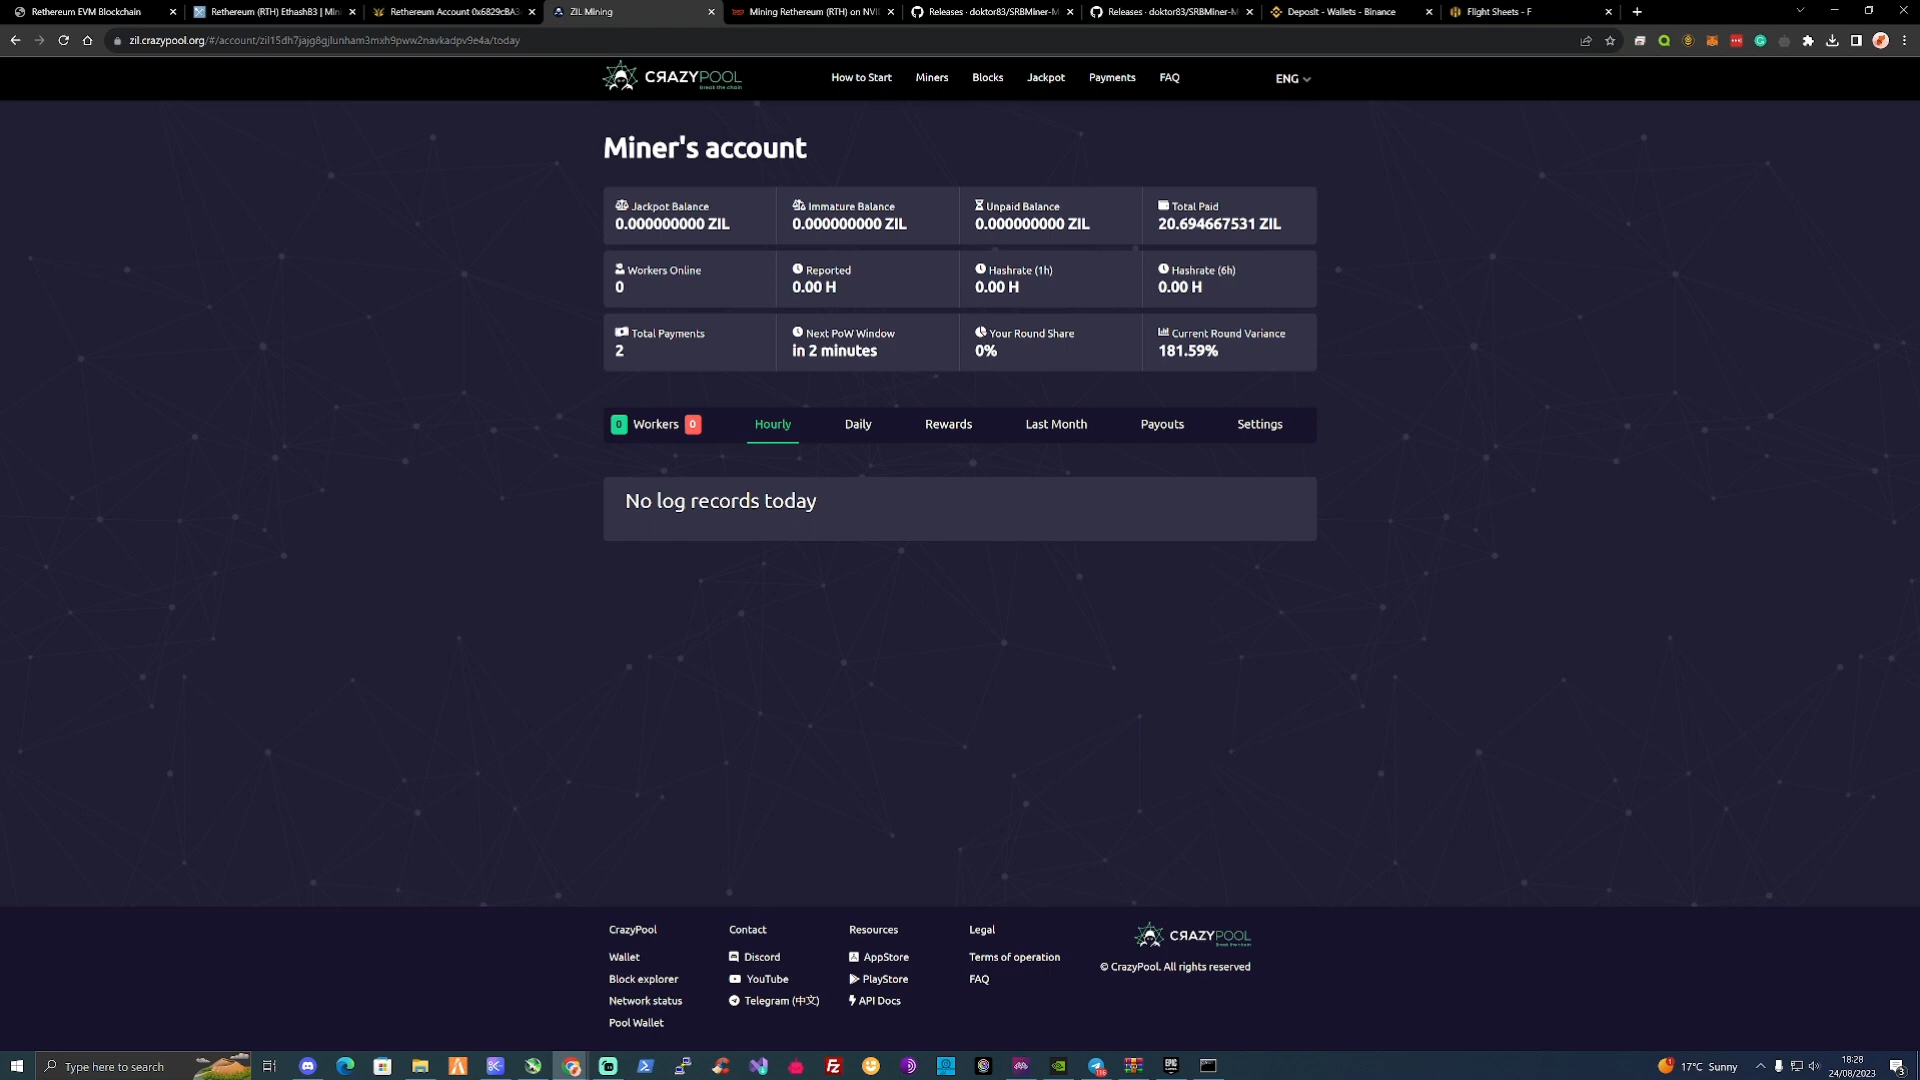 Rethereum EVM Blockchain
Rethereum (RTH) EthashB3 | Min
Rethereum Account 0x6829cBA3
ZIL Mining
Mining Rethereum (RTH) on NVI
Releases · doktor83/SRBMiner-M
Releases · doktor83/SRBMiner-M
Deposit - Wallets - Binance
Flight Sheets - F
CRAZYPOOL
break the chain
How to Start
Miners
Blocks
Jackpot
Payments
FAQ
ENG
Miner's account
Jackpot Balance
0.000000000 ZIL
Immature Balance
0.000000000 ZIL
Unpaid Balance
0.000000000 ZIL
Total Paid
20.694667531 ZIL
Workers Online
0
Reported
0.00 H
Hashrate (1h)
0.00 H
Hashrate (6h)
0.00 H
Total Payments
2
Next PoW Window
in 2 minutes
Your Round Share
0%
Current Round Variance
181.59%
0 Workers 0
Hourly
Daily
Rewards
Last Month
Payouts
Settings
No log records today
CrazyPool
Wallet
Block explorer
Network status
Pool Wallet
Contact
Discord
YouTube
Telegram (中文)
Resources
AppStore
PlayStore
API Docs
Legal
Terms of operation
FAQ
CRAZYPOOL
break the chain
© CrazyPool. All rights reserved
Type here to search
17°C Sunny
18:28
24/08/2023